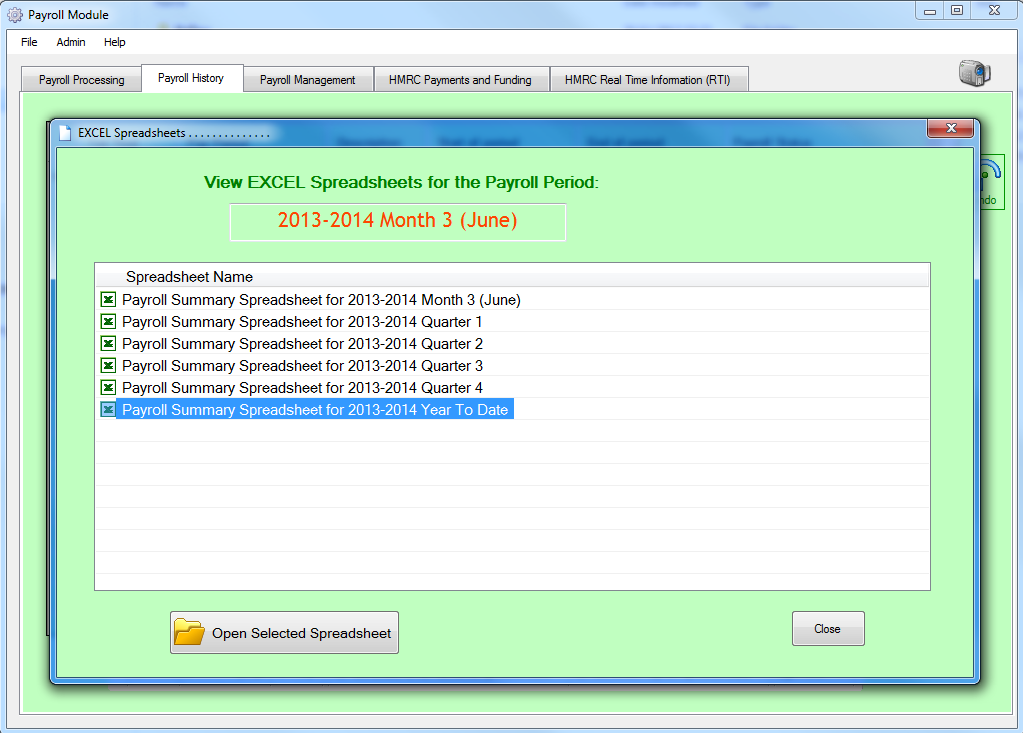 Payroll Module
File Admin Help
Payroll Processing Payroll History Payroll Management HMRC Payments and Funding HMRC Real Time Information (RTI)
EXCEL Spreadsheets . . . . . . . . . . . . . .
View EXCEL Spreadsheets for the Payroll Period:
2013-2014 Month 3 (June)
Spreadsheet Name
Payroll Summary Spreadsheet for 2013-2014 Month 3 (June)
Payroll Summary Spreadsheet for 2013-2014 Quarter 1
Payroll Summary Spreadsheet for 2013-2014 Quarter 2
Payroll Summary Spreadsheet for 2013-2014 Quarter 3
Payroll Summary Spreadsheet for 2013-2014 Quarter 4
Payroll Summary Spreadsheet for 2013-2014 Year To Date
Open Selected Spreadsheet Close